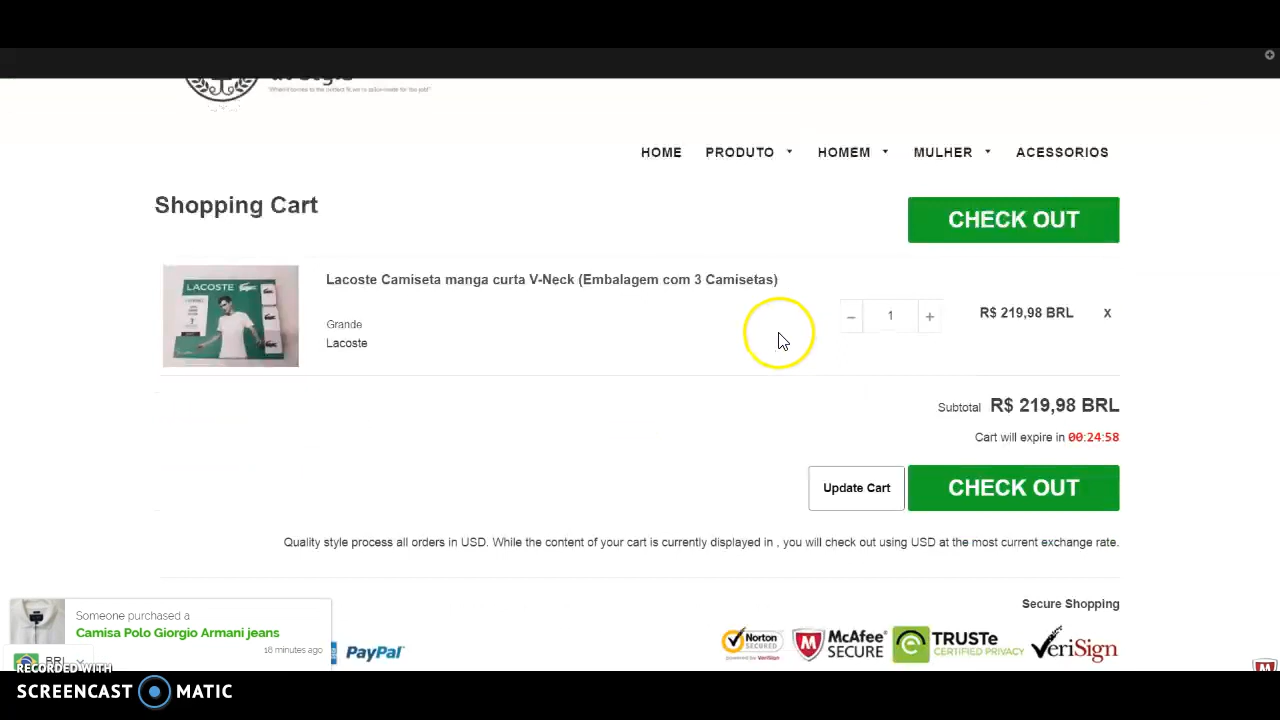 HOME PRODUTO HOMEM MULHER ACESSORIOS
Shopping Cart
CHECK OUT
LACOSTE
Lacoste Camiseta manga curta V-Neck (Embalagem com 3 Camisetas)
Grande
Lacoste
− 1 +
R$ 219,98 BRL x
Subtotal R$ 219,98 BRL
Cart will expire in 00:24:58
Update Cart
CHECK OUT
Quality style process all orders in USD. While the content of your cart is currently displayed in , you will check out using USD at the most current exchange rate.
Secure Shopping
Norton
SECURED
powered by VeriSign
McAfee
SECURE
TRUSTe
CERTIFIED PRIVACY
VeriSign
Someone purchased a
Camisa Polo Giorgio Armani jeans
18 minutes ago
PayPal
RECORDED WITH
SCREENCAST MATIC